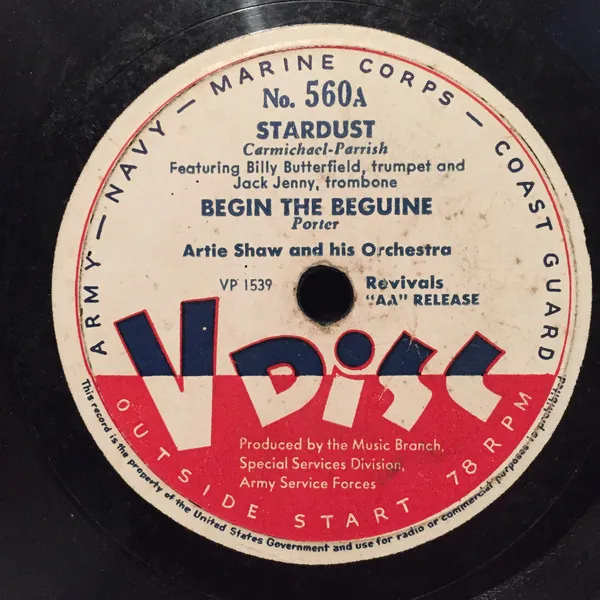 ARMY — NAVY — MARINE CORPS — COAST GUARD
No. 560A
STARDUST
Carmichael-Parrish
Featuring Billy Butterfield, trumpet and
Jack Jenny, trombone
BEGIN THE BEGUINE
Porter
Artie Shaw and his Orchestra
VP 1539
Revivals
"AA" RELEASE
V DISC
Produced by the Music Branch,
Special Services Division,
Army Service Forces
OUTSIDE START 78 RPM
This record is the property of the United States Government and use for radio or commercial purposes is prohibited.